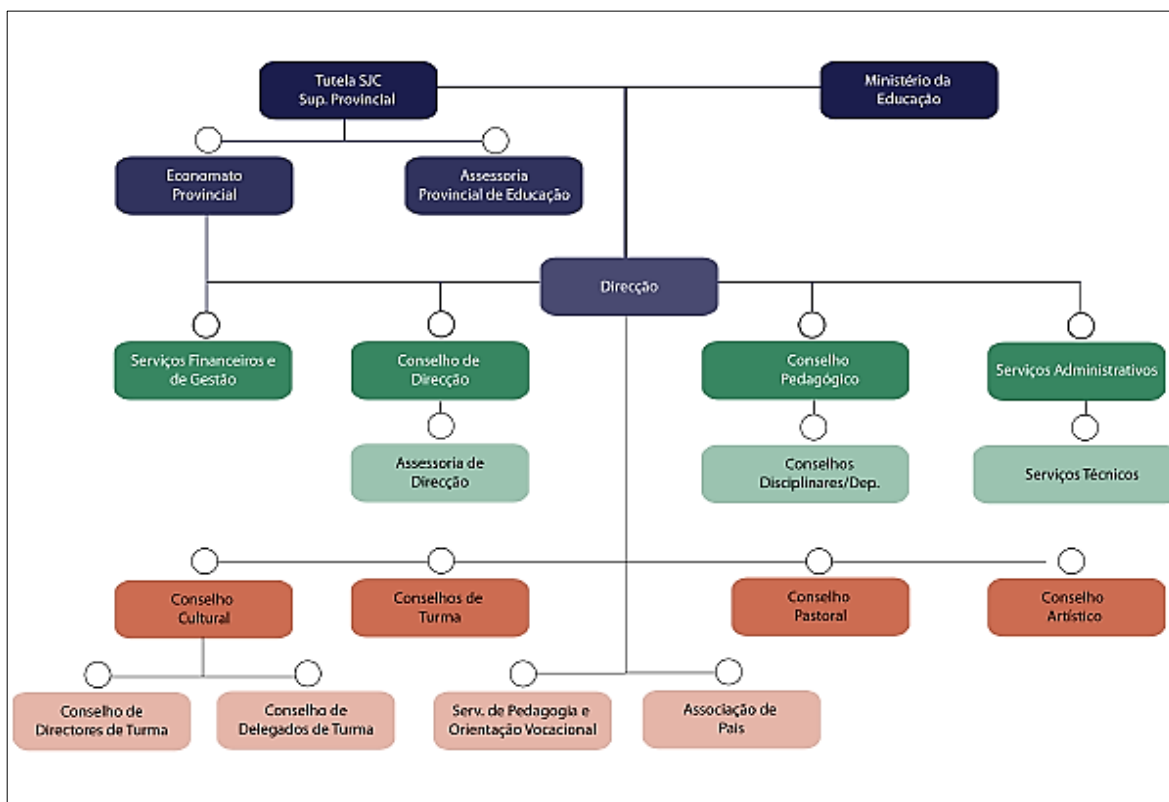 Tutela SJC
Sup. Provincial
Ministério da
Educação
Economato
Provincial
Assessoria
Provincial de Educação
Direcção
Serviços Financeiros e
de Gestão
Conselho de
Direcção
Conselho
Pedagógico
Serviços Administrativos
Assessoria de
Direcção
Conselhos
Disciplinares/Dep.
Serviços Técnicos
Conselho
Cultural
Conselhos de
Turma
Conselho
Pastoral
Conselho
Artístico
Conselho de
Directores de Turma
Conselho de
Delegados de Turma
Serv. de Pedagogia e
Orientação Vocacional
Associação de
Pais